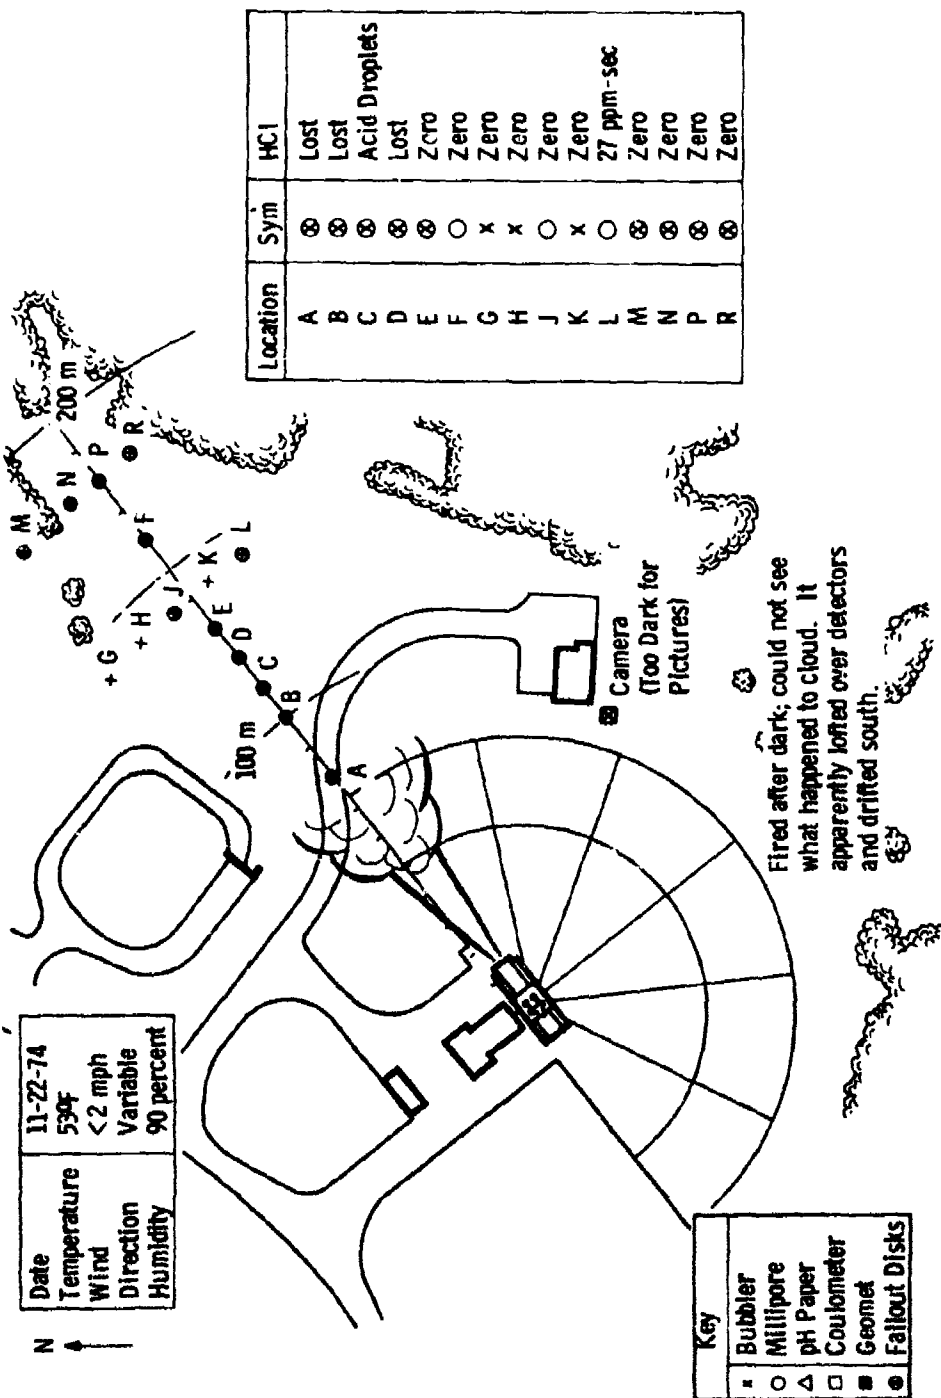 N
Date 11-22-74
Temperature 53°F
Wind <2 mph
Direction Variable
Humidity 90 percent
100 m
200 m
A
B
C
D
E
F
+ G
+ H
J
+ K
L
M
N
P
R
Camera
(Too Dark for
Pictures)
Fired after dark; could not see
what happened to cloud. It
apparently lofted over detectors
and drifted south.
Key
x Bubbler
○ Millipore
△ pH Paper
□ Coulometer
■ Geomet
● Fallout Disks
Location Sym HCl
A ⊗ Lost
B ⊗ Lost
C ⊗ Acid Droplets
D ⊗ Lost
E ⊗ Zero
F ○ Zero
G x Zero
H x Zero
J ○ Zero
K x Zero
L ○ 27 ppm-sec
M ⊗ Zero
N ⊗ Zero
P ⊗ Zero
R ⊗ Zero